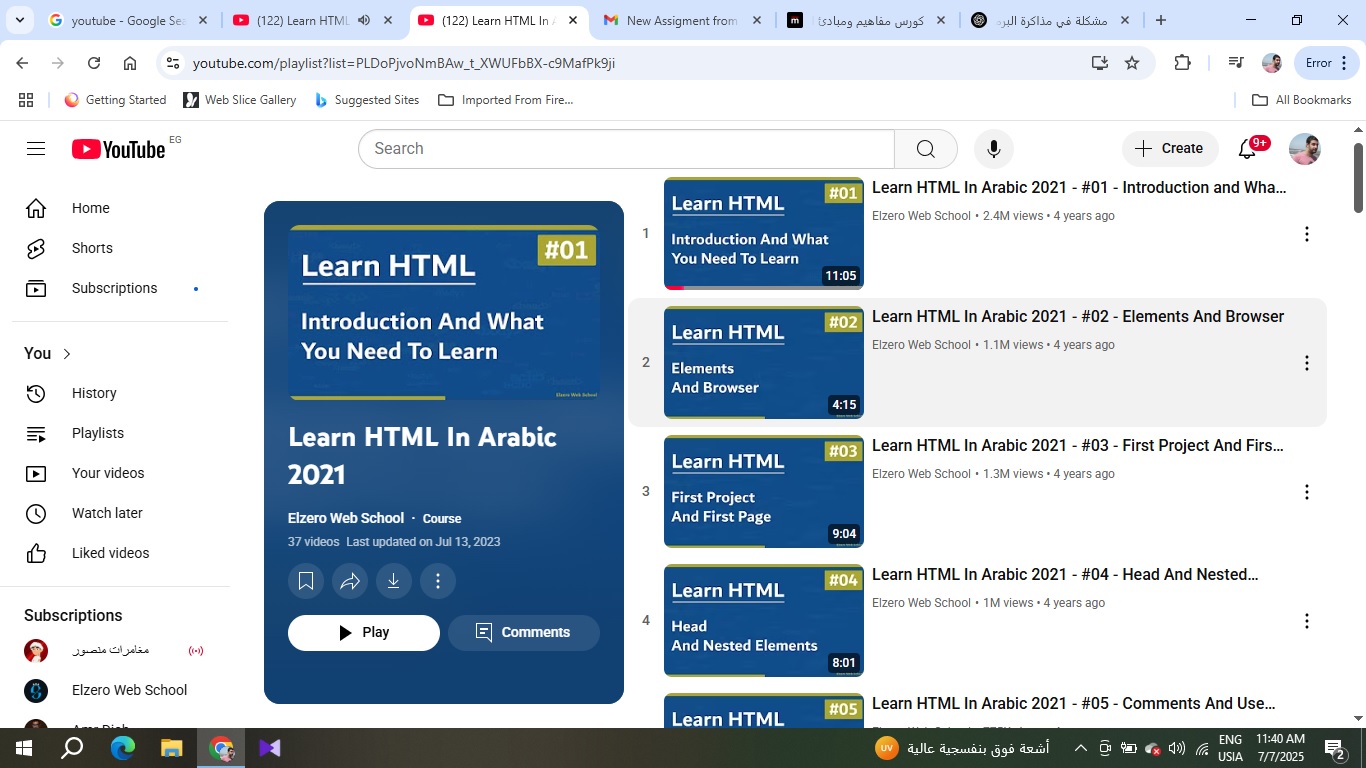 youtube - Google Sea
(122) Learn HTML
(122) Learn HTML In A
New Assigment from
كورس مفاهيم ومبادئ
مشكلة في مذاكرة البر
youtube.com/playlist?list=PLDoPjvoNmBAw_t_XWUFbBX-c9MafPk9ji
Error
Getting Started
Web Slice Gallery
Suggested Sites
Imported From Fire...
All Bookmarks
YouTube
EG
Search
Create
9+
Home
Shorts
Subscriptions
You
History
Playlists
Your videos
Watch later
Liked videos
Subscriptions
مغامرات منصور
Elzero Web School
Learn HTML
#01
Introduction And What
You Need To Learn
Elzero Web School
Learn HTML In Arabic
2021
Elzero Web School · Course
37 videos Last updated on Jul 13, 2023
Play
Comments
1
Learn HTML
#01
Introduction And What
You Need To Learn
11:05
Learn HTML In Arabic 2021 - #01 - Introduction and Wha...
Elzero Web School • 2.4M views • 4 years ago
2
Learn HTML
#02
Elements
And Browser
4:15
Learn HTML In Arabic 2021 - #02 - Elements And Browser
Elzero Web School • 1.1M views • 4 years ago
3
Learn HTML
#03
First Project
And First Page
9:04
Learn HTML In Arabic 2021 - #03 - First Project And Firs...
Elzero Web School • 1.3M views • 4 years ago
4
Learn HTML
#04
Head
And Nested Elements
8:01
Learn HTML In Arabic 2021 - #04 - Head And Nested...
Elzero Web School • 1M views • 4 years ago
Learn HTML
#05
Learn HTML In Arabic 2021 - #05 - Comments And Use...
UV
أشعة فوق بنفسجية عالية
ENG
USIA
11:40 AM
7/7/2025
2